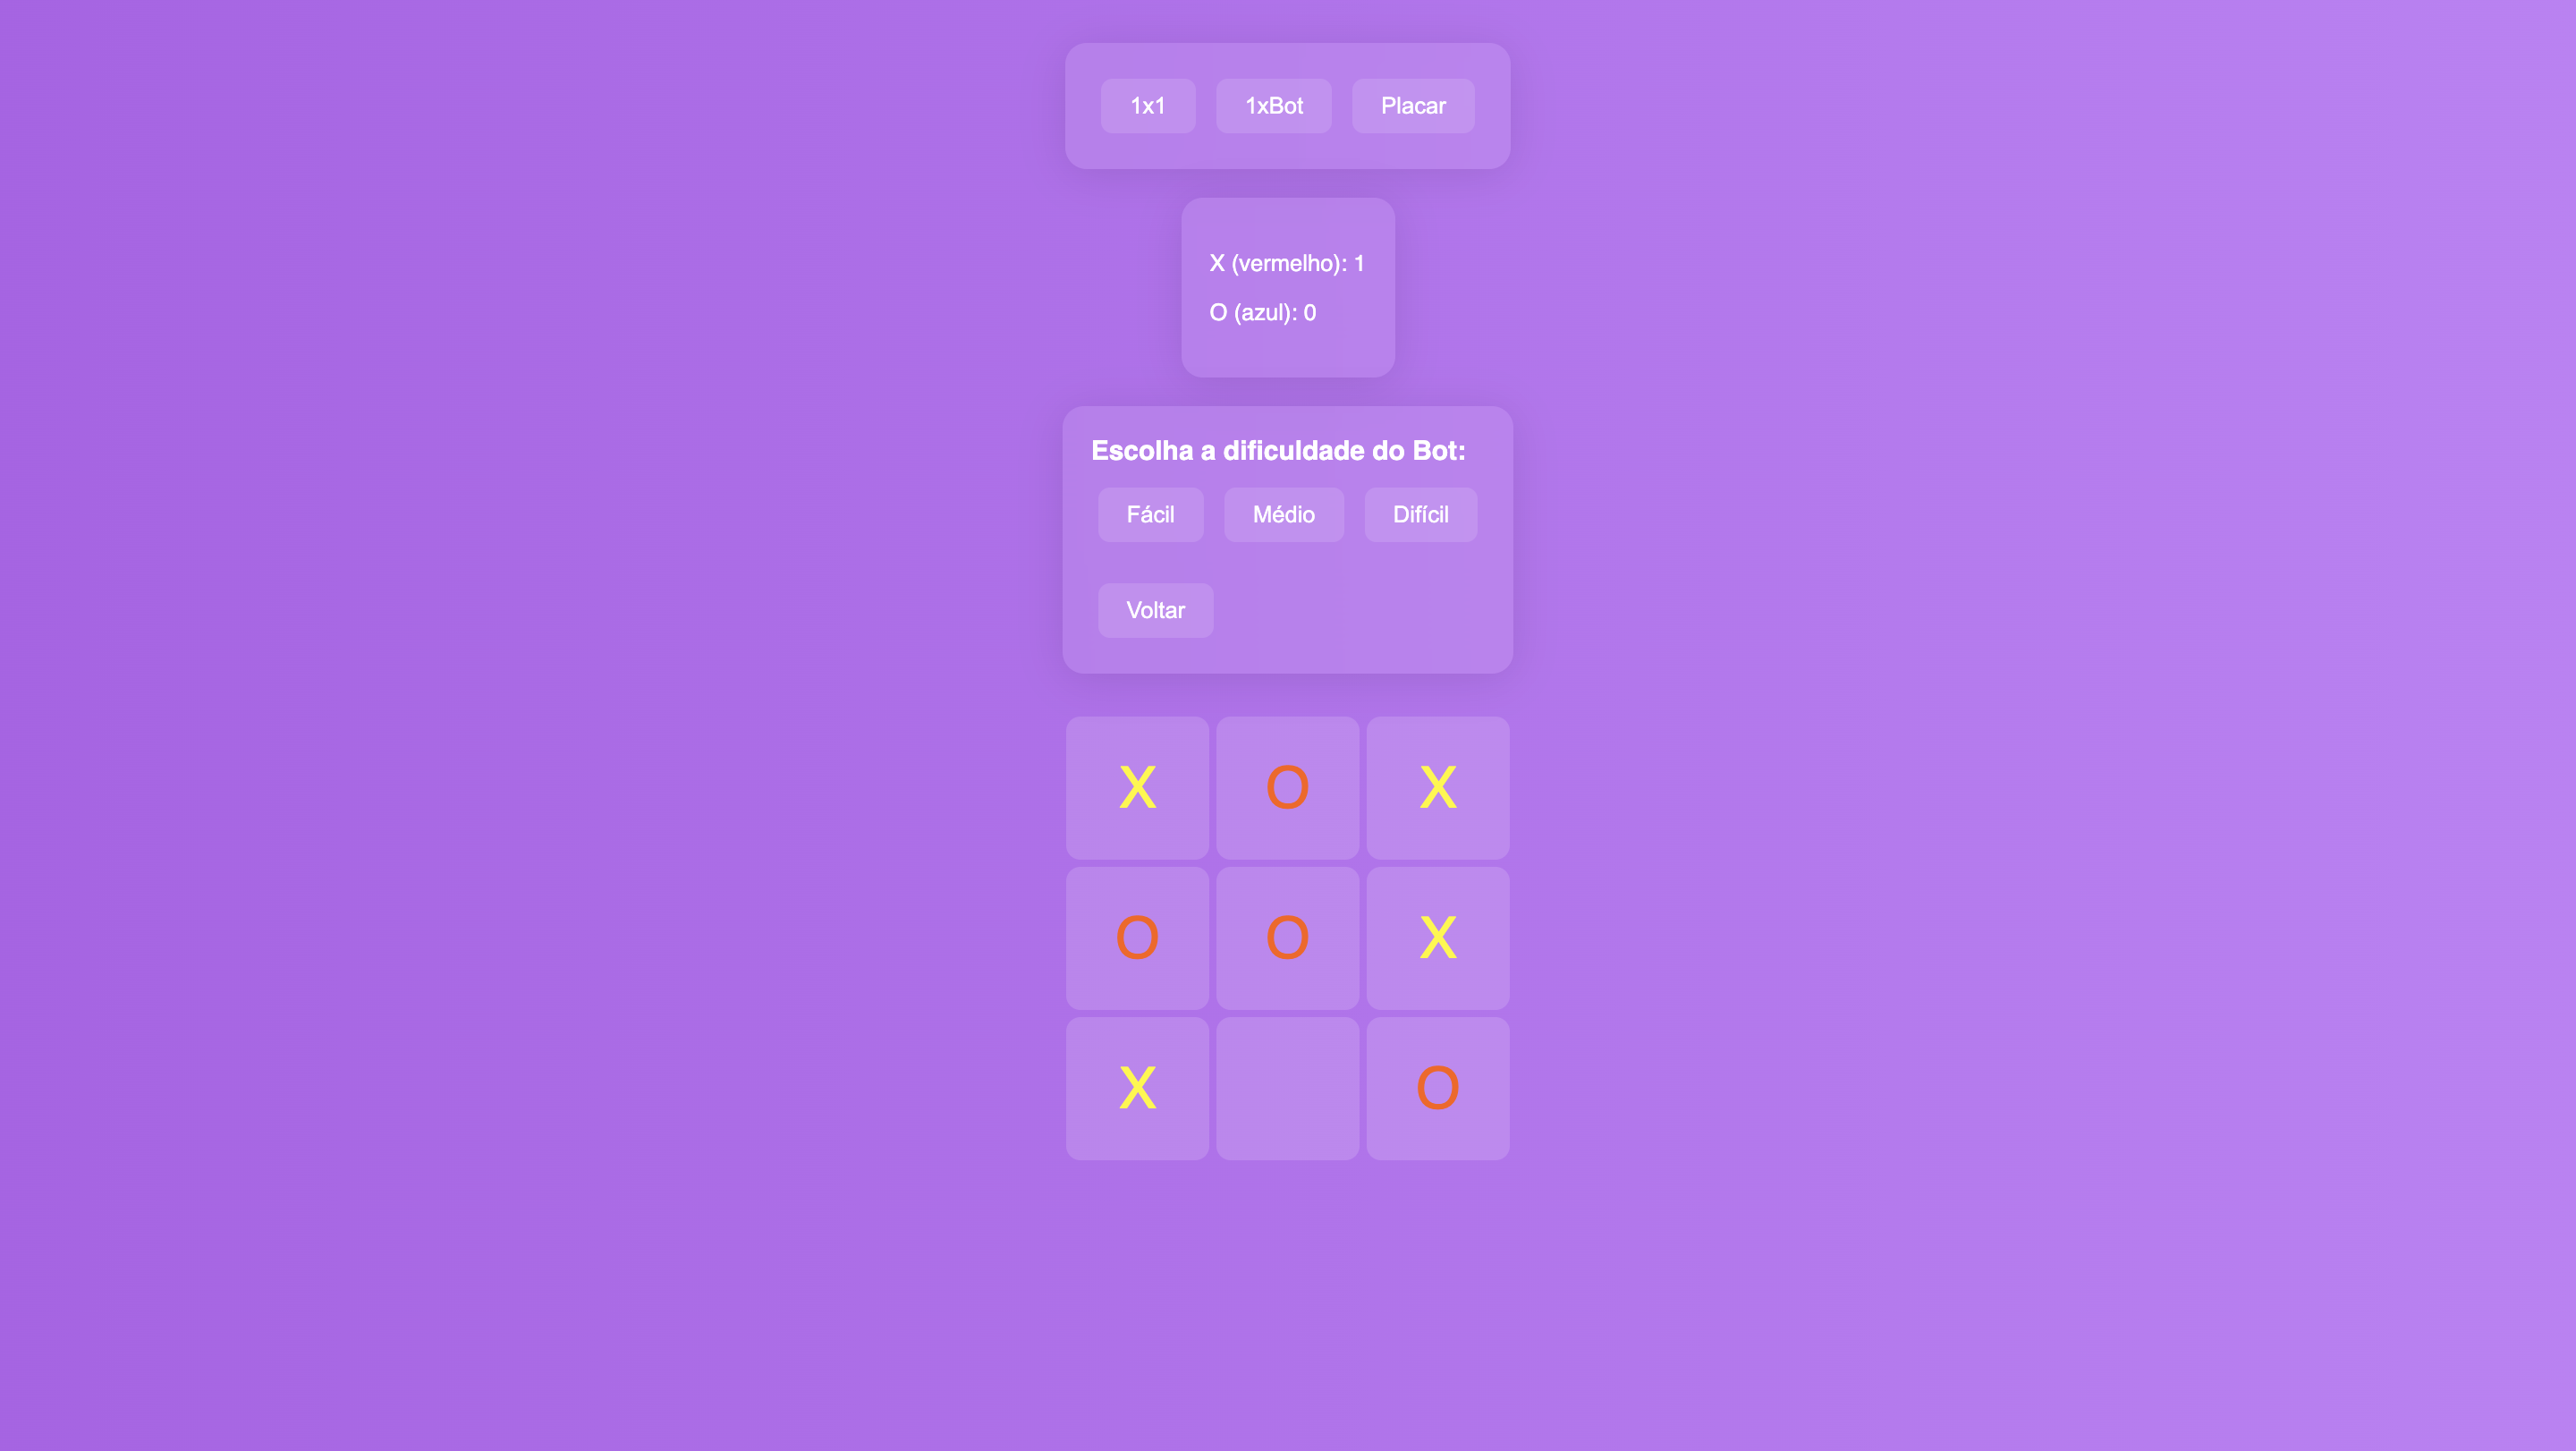 1x1 1xBot Placar
X (vermelho): 1
O (azul): 0
Escolha a dificuldade do Bot:
Fácil Médio Difícil
Voltar
X O X
O O X
X O